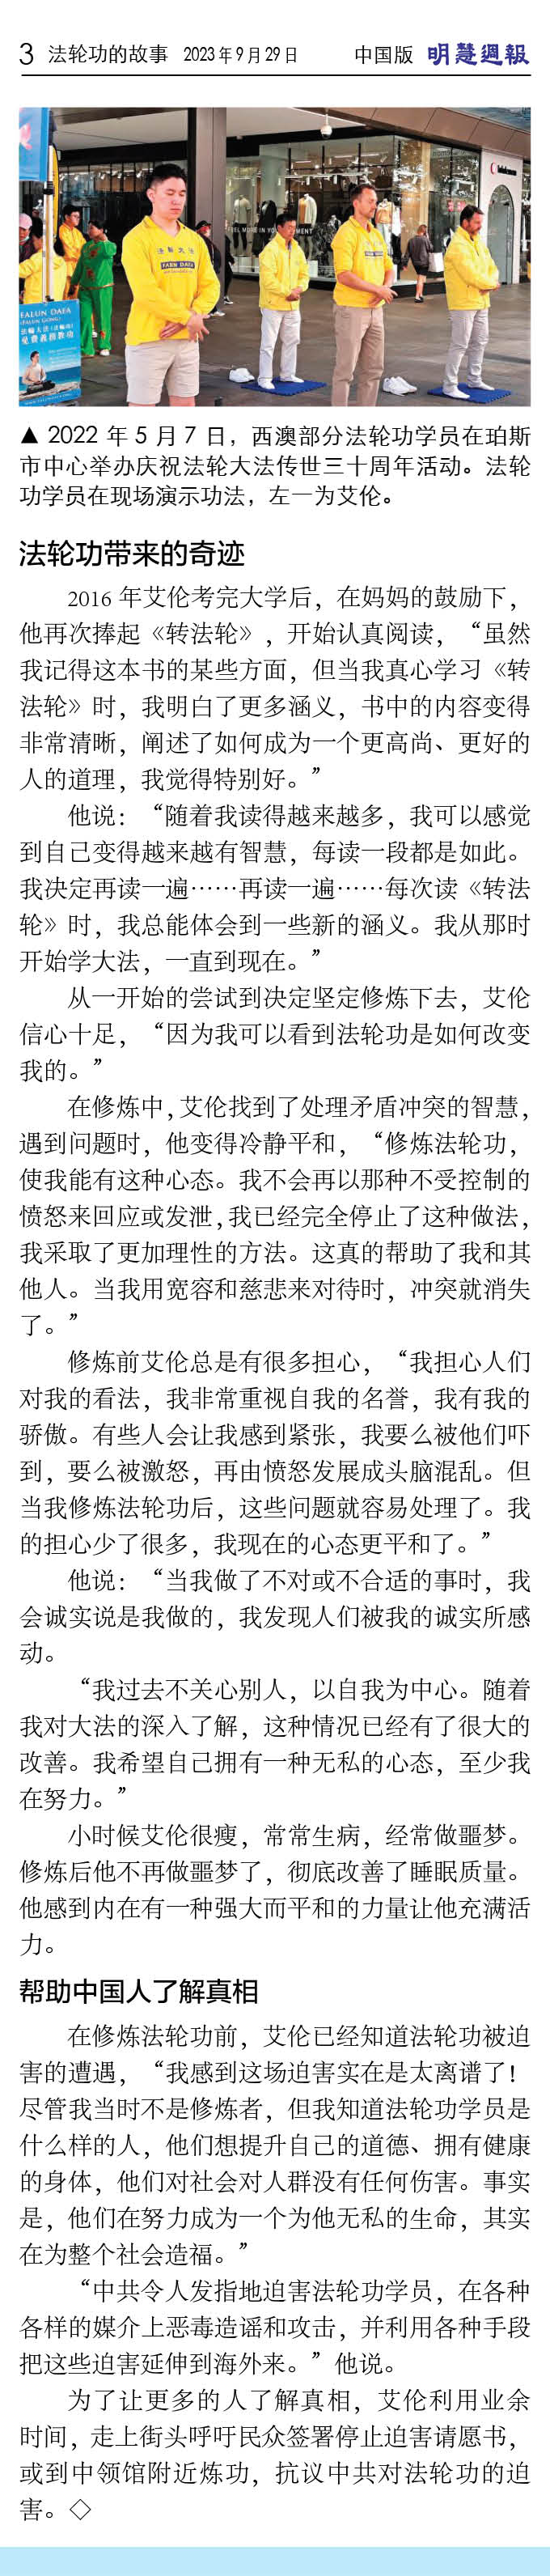 3 法轮功的故事 2023年9月29日 中国版 明慧週報
FEEL MORE IN YO MENT
法輪大法
FALUN DAFA
FALUN DAFA
(FALUN GONG)
法輪大法(法輪功)
免費義務教功
▲ 2022 年 5 月 7 日，西澳部分法轮功学员在珀斯
市中心举办庆祝法轮大法传世三十周年活动。法轮
功学员在现场演示功法，左一为艾伦。
法轮功带来的奇迹
2016 年艾伦考完大学后，在妈妈的鼓励下，
他再次捧起《转法轮》，开始认真阅读，“虽然
我记得这本书的某些方面，但当我真心学习《转
法轮》时，我明白了更多涵义，书中的内容变得
非常清晰，阐述了如何成为一个更高尚、更好的
人的道理，我觉得特别好。”
他说：“随着我读得越来越多，我可以感觉
到自己变得越来越有智慧，每读一段都是如此。
我决定再读一遍……再读一遍……每次读《转法
轮》时，我总能体会到一些新的涵义。我从那时
开始学大法，一直到现在。”
从一开始的尝试到决定坚定修炼下去，艾伦
信心十足，“因为我可以看到法轮功是如何改变
我的。”
在修炼中，艾伦找到了处理矛盾冲突的智慧，
遇到问题时，他变得冷静平和，“修炼法轮功，
使我能有这种心态。我不会再以那种不受控制的
愤怒来回应或发泄，我已经完全停止了这种做法，
我采取了更加理性的方法。这真的帮助了我和其
他人。当我用宽容和慈悲来对待时，冲突就消失
了。”
修炼前艾伦总是有很多担心，“我担心人们
对我的看法，我非常重视自我的名誉，我有我的
骄傲。有些人会让我感到紧张，我要么被他们吓
到，要么被激怒，再由愤怒发展成头脑混乱。但
当我修炼法轮功后，这些问题就容易处理了。我
的担心少了很多，我现在的心态更平和了。”
他说：“当我做了不对或不合适的事时，我
会诚实说是我做的，我发现人们被我的诚实所感
动。
“我过去不关心别人，以自我为中心。随着
我对大法的深入了解，这种情况已经有了很大的
改善。我希望自己拥有一种无私的心态，至少我
在努力。”
小时候艾伦很瘦，常常生病，经常做噩梦。
修炼后他不再做噩梦了，彻底改善了睡眠质量。
他感到内在有一种强大而平和的力量让他充满活
力。
帮助中国人了解真相
在修炼法轮功前，艾伦已经知道法轮功被迫
害的遭遇，“我感到这场迫害实在是太离谱了！
尽管我当时不是修炼者，但我知道法轮功学员是
什么样的人，他们想提升自己的道德、拥有健康
的身体，他们对社会对人群没有任何伤害。事实
是，他们在努力成为一个为他无私的生命，其实
在为整个社会造福。”
“中共令人发指地迫害法轮功学员，在各种
各样的媒介上恶毒造谣和攻击，并利用各种手段
把这些迫害延伸到海外来。”他说。
为了让更多的人了解真相，艾伦利用业余
时间，走上街头呼吁民众签署停止迫害请愿书，
或到中领馆附近炼功，抗议中共对法轮功的迫
害。◇